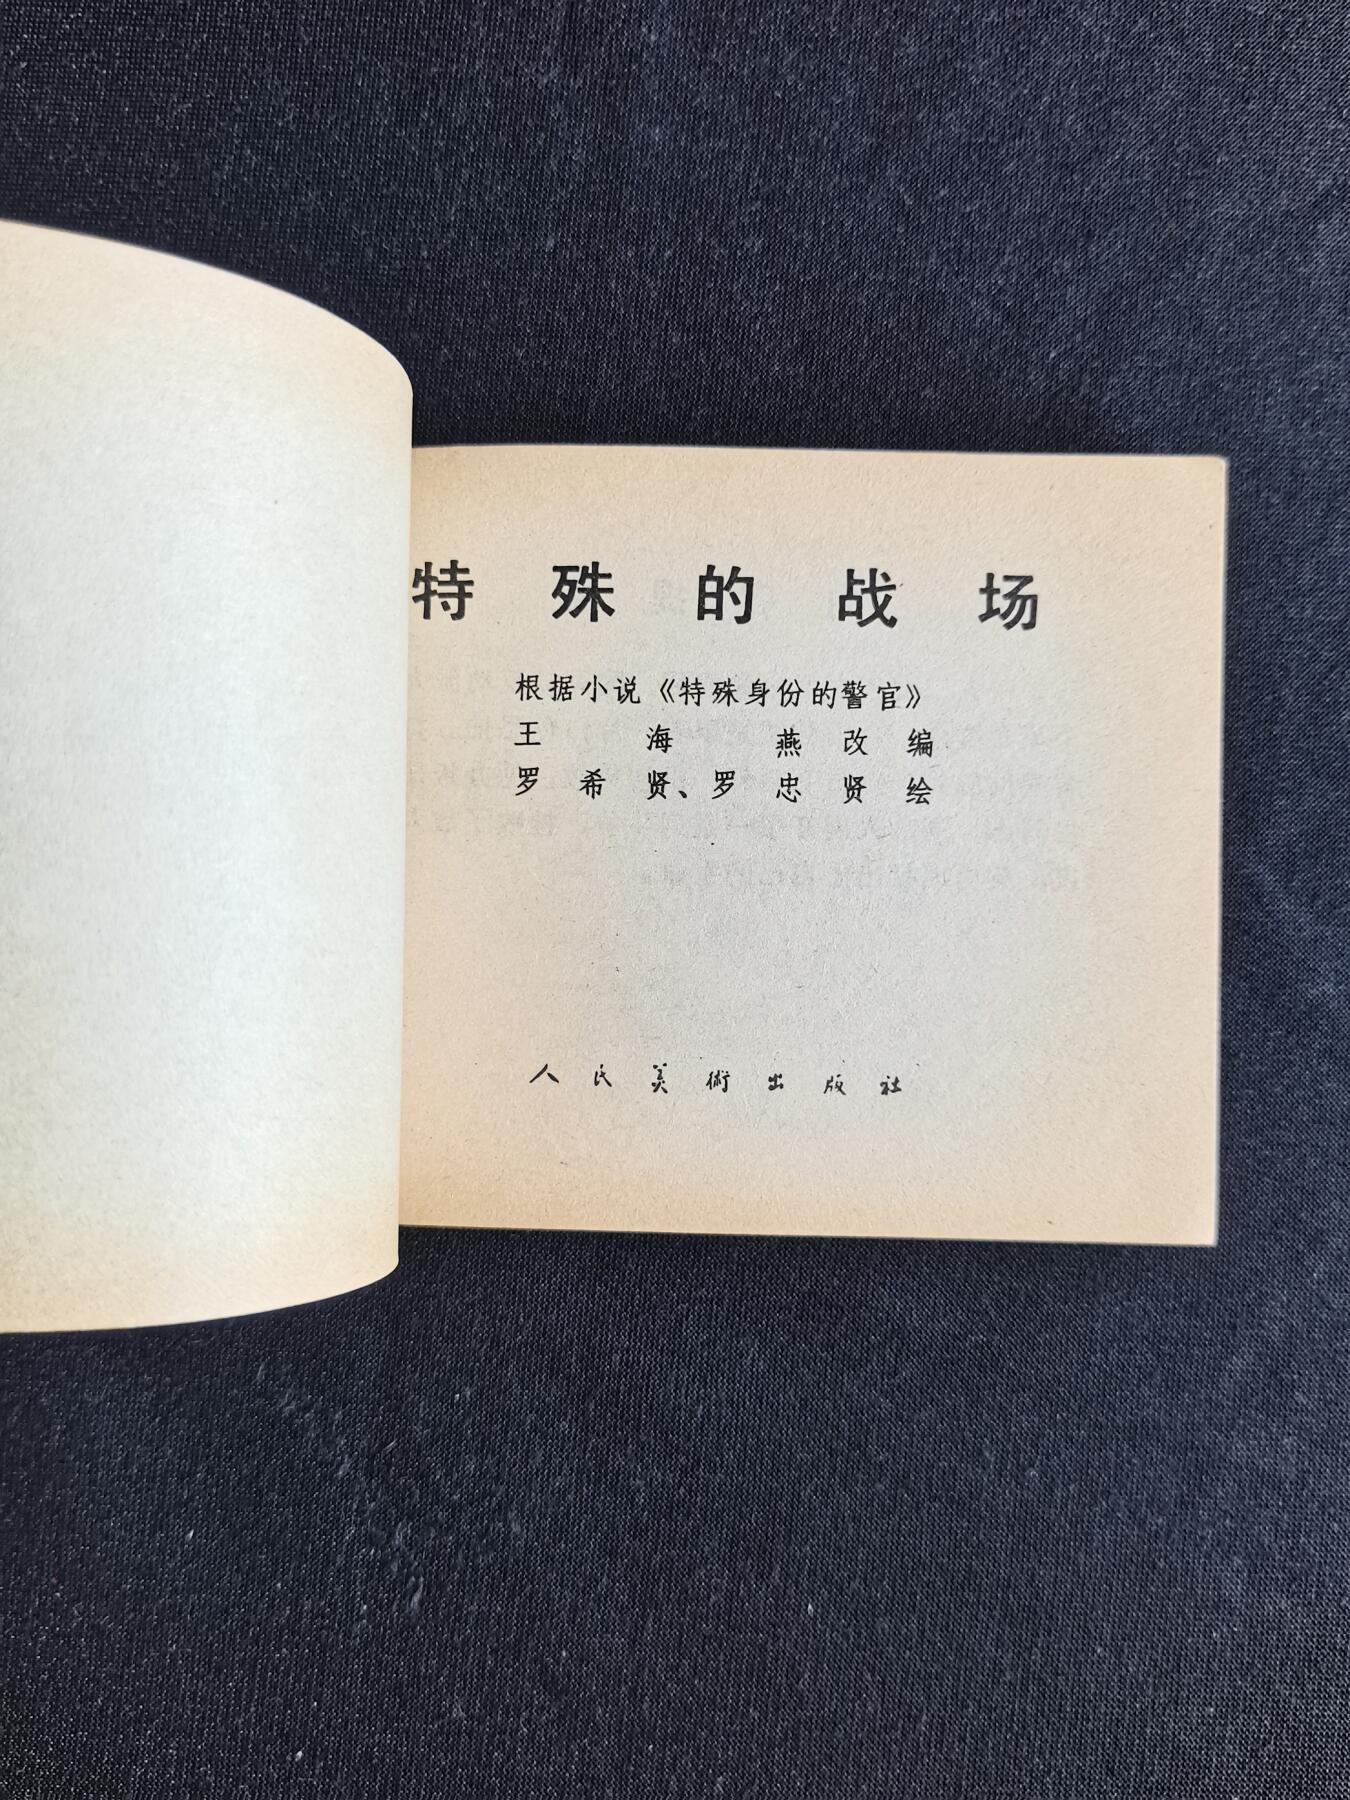 特殊的战场
根据小说《特殊身份的警官》
王海燕改编
罗希贤、罗忠贤绘
人民美術出版社